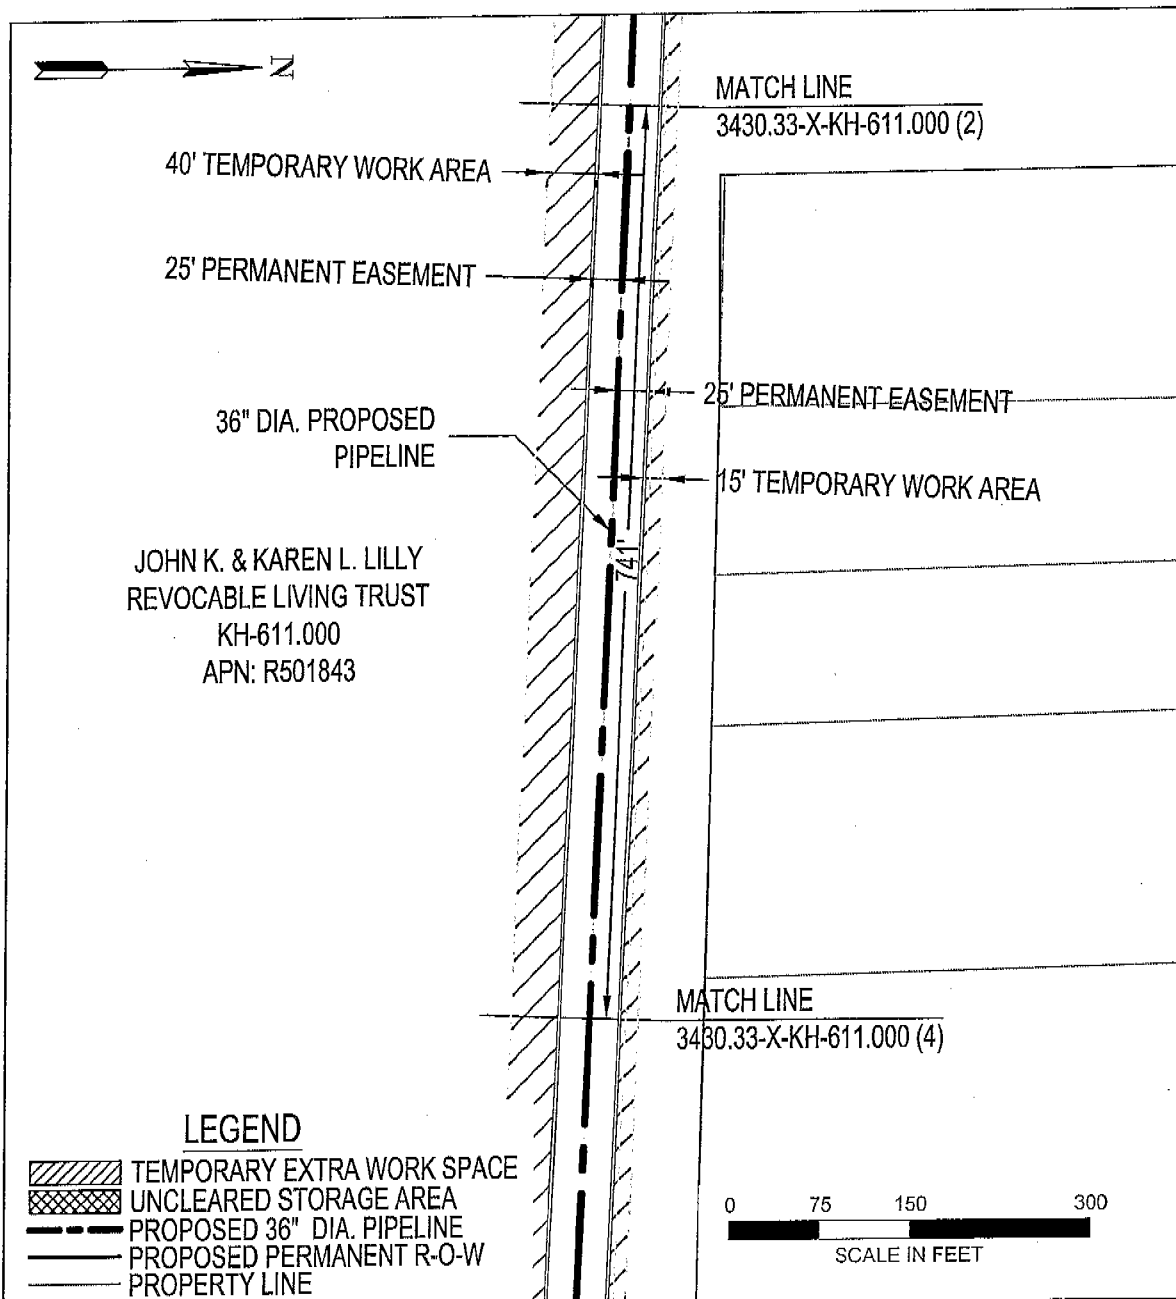 N
MATCH LINE
3430.33-X-KH-611.000 (2)
40' TEMPORARY WORK AREA
25' PERMANENT EASEMENT
25' PERMANENT EASEMENT
36" DIA. PROPOSED
PIPELINE
15' TEMPORARY WORK AREA
741'
JOHN K. & KAREN L. LILLY
REVOCABLE LIVING TRUST
KH-611.000
APN: R501843
MATCH LINE
3430.33-X-KH-611.000 (4)
LEGEND
TEMPORARY EXTRA WORK SPACE
UNCLEARED STORAGE AREA
PROPOSED 36" DIA. PIPELINE
PROPOSED PERMANENT R-O-W
PROPERTY LINE
0 75 150 300
SCALE IN FEET